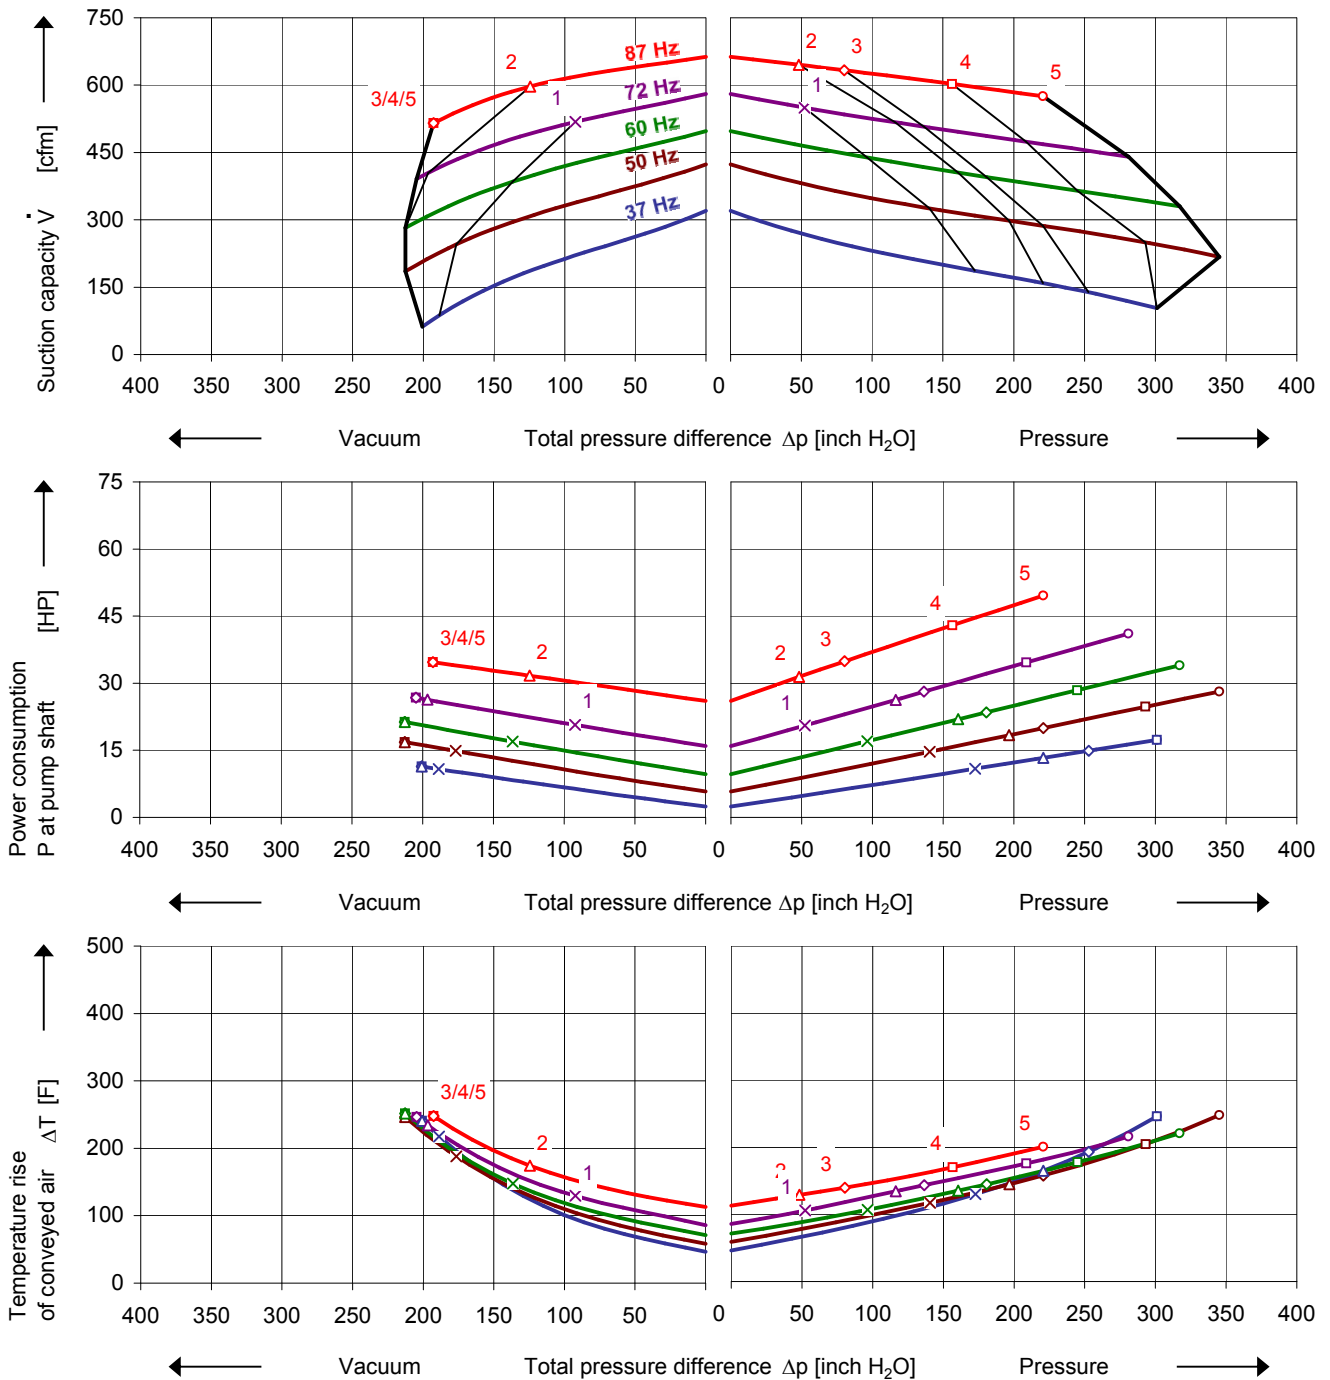 750
600
450
300
150
0
Suction capacity V̇ [cfm]
3/4/5
2
1
87 Hz
72 Hz
60 Hz
50 Hz
37 Hz
2
3
4
5
1
400 350 300 250 200 150 100 50 0 50 100 150 200 250 300 350 400
Vacuum Total pressure difference Δp [inch H₂O] Pressure
75
60
45
30
15
0
Power consumption
P at pump shaft [HP]
3/4/5
2
1
2
3
4
5
1
400 350 300 250 200 150 100 50 0 50 100 150 200 250 300 350 400
Vacuum Total pressure difference Δp [inch H₂O] Pressure
500
400
300
200
100
0
Temperature rise
of conveyed air ΔT [F]
3/4/5
2
1
2
3
4
5
1
400 350 300 250 200 150 100 50 0 50 100 150 200 250 300 350 400
Vacuum Total pressure difference Δp [inch H₂O] Pressure